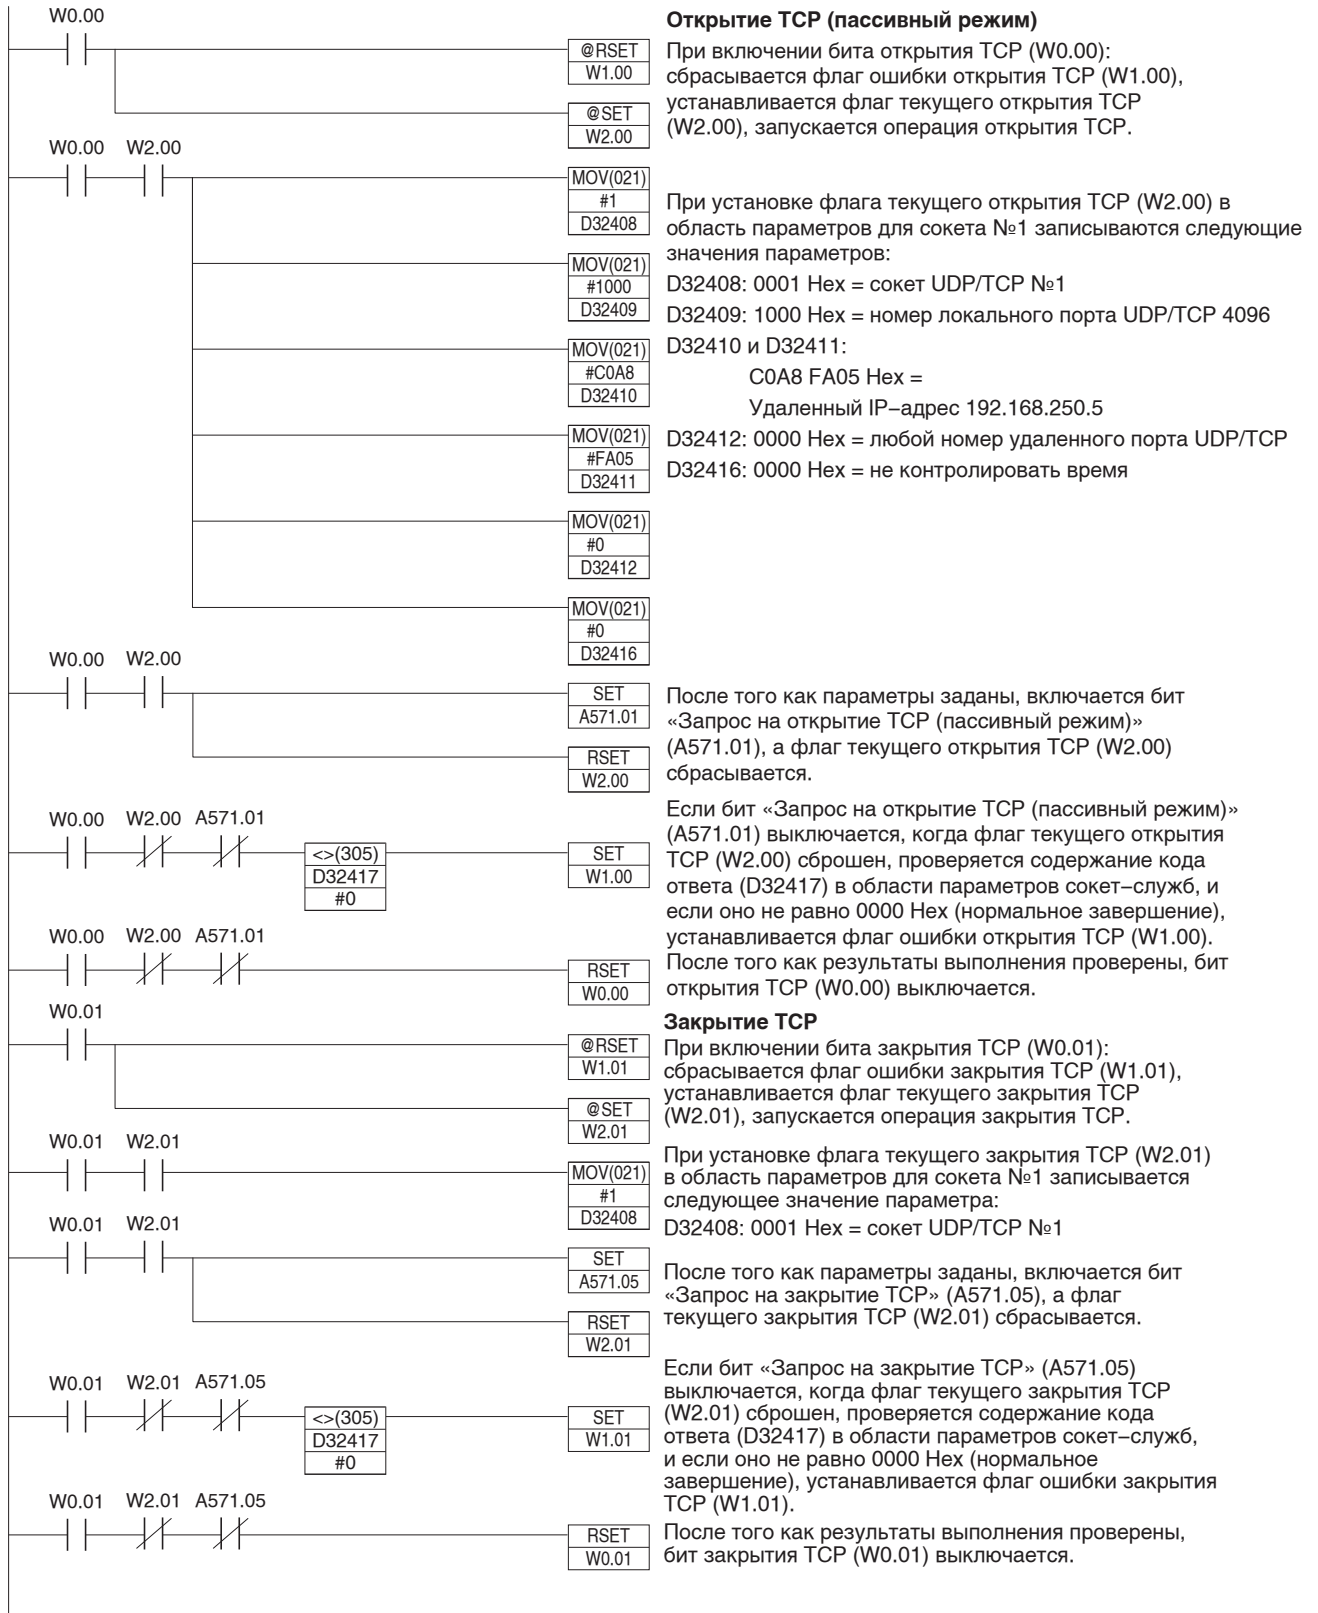 W0.00
@RSET
W1.00
@SET
W2.00
Открытие TCP (пассивный режим)
При включении бита открытия TCP (W0.00):
сбрасывается флаг ошибки открытия TCP (W1.00),
устанавливается флаг текущего открытия TCP
(W2.00), запускается операция открытия TCP.
W0.00 W2.00
MOV(021)
#1
D32408
MOV(021)
#1000
D32409
MOV(021)
#C0A8
D32410
MOV(021)
#FA05
D32411
MOV(021)
#0
D32412
MOV(021)
#0
D32416
При установке флага текущего открытия TCP (W2.00) в
область параметров для сокета №1 записываются следующие
значения параметров:
D32408: 0001 Hex = сокет UDP/TCP №1
D32409: 1000 Hex = номер локального порта UDP/TCP 4096
D32410 и D32411:
C0A8 FA05 Hex =
Удаленный IP–адрес 192.168.250.5
D32412: 0000 Hex = любой номер удаленного порта UDP/TCP
D32416: 0000 Hex = не контролировать время
W0.00 W2.00
SET
A571.01
RSET
W2.00
После того как параметры заданы, включается бит
«Запрос на открытие TCP (пассивный режим)»
(A571.01), а флаг текущего открытия TCP (W2.00)
сбрасывается.
W0.00 W2.00 A571.01
<>(305)
D32417
#0
SET
W1.00
Если бит «Запрос на открытие TCP (пассивный режим)»
(A571.01) выключается, когда флаг текущего открытия
TCP (W2.00) сброшен, проверяется содержание кода
ответа (D32417) в области параметров сокет–служб, и
если оно не равно 0000 Hex (нормальное завершение),
устанавливается флаг ошибки открытия TCP (W1.00).
W0.00 W2.00 A571.01
RSET
W0.00
После того как результаты выполнения проверены, бит
открытия TCP (W0.00) выключается.
W0.01
@RSET
W1.01
@SET
W2.01
Закрытие TCP
При включении бита закрытия TCP (W0.01):
сбрасывается флаг ошибки закрытия TCP (W1.01),
устанавливается флаг текущего закрытия TCP
(W2.01), запускается операция закрытия TCP.
W0.01 W2.01
MOV(021)
#1
D32408
При установке флага текущего закрытия TCP (W2.01)
в область параметров для сокета №1 записывается
следующее значение параметра:
D32408: 0001 Hex = сокет UDP/TCP №1
W0.01 W2.01
SET
A571.05
RSET
W2.01
После того как параметры заданы, включается бит
«Запрос на закрытие TCP» (A571.05), а флаг
текущего закрытия TCP (W2.01) сбрасывается.
W0.01 W2.01 A571.05
<>(305)
D32417
#0
SET
W1.01
Если бит «Запрос на закрытие TCP» (A571.05)
выключается, когда флаг текущего закрытия TCP
(W2.01) сброшен, проверяется содержание кода
ответа (D32417) в области параметров сокет–служб,
и если оно не равно 0000 Hex (нормальное
завершение), устанавливается флаг ошибки закрытия
TCP (W1.01).
W0.01 W2.01 A571.05
RSET
W0.01
После того как результаты выполнения проверены,
бит закрытия TCP (W0.01) выключается.